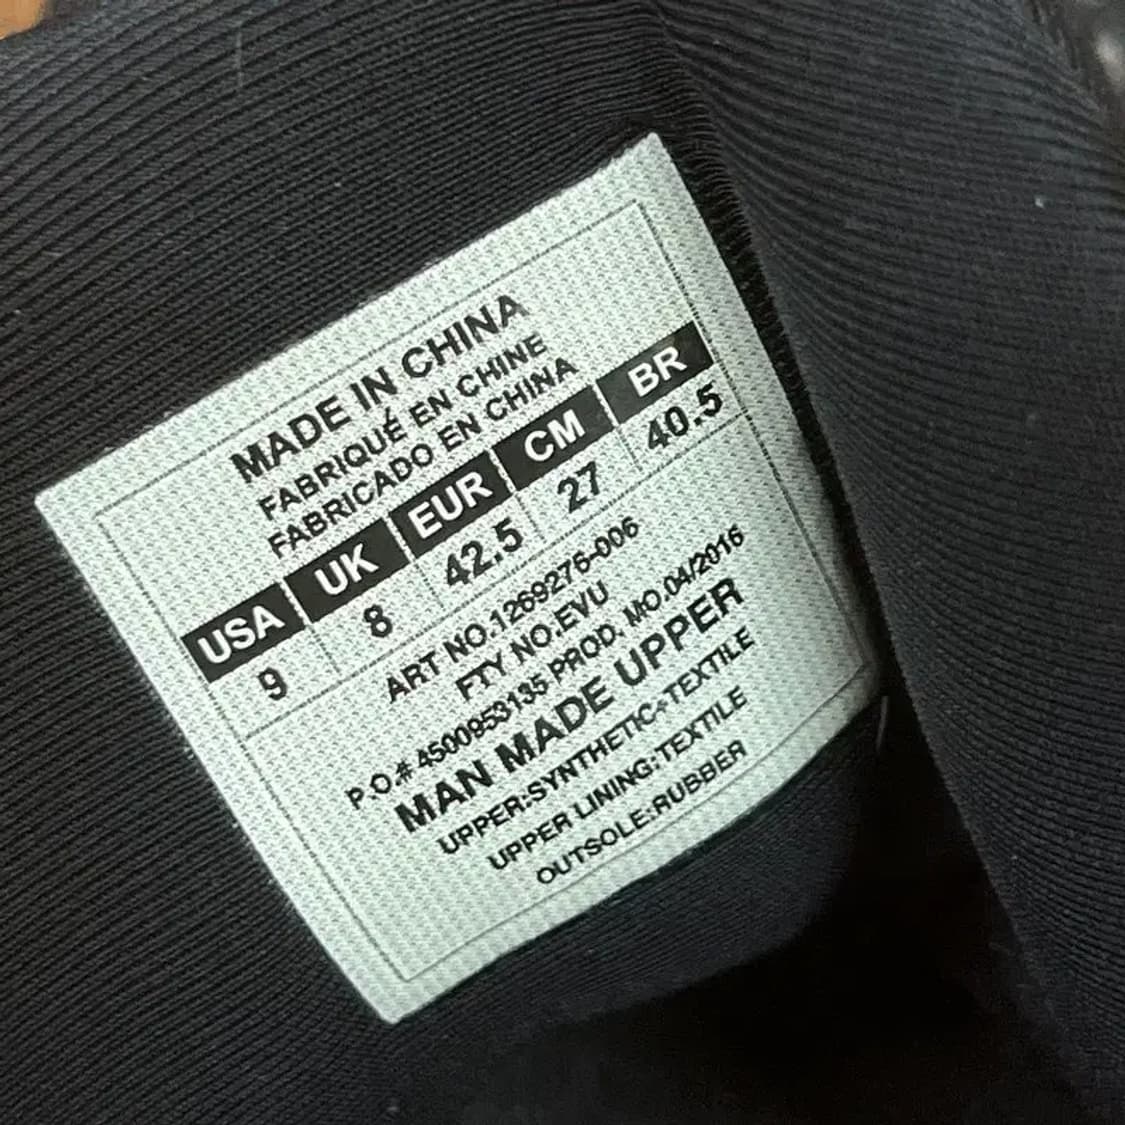 MADE IN CHINA
FABRIQUÉ EN CHINE
FABRICADO EN CHINA
USA UK EUR CM BR
9 8 42.5 27 40.5
ART NO.1269276-006
FTY NO.EVU
P.O.# 4500953135 PROD. MO.04/2016
MAN MADE UPPER
UPPER:SYNTHETIC+TEXTILE
UPPER LINING:TEXTILE
OUTSOLE:RUBBER